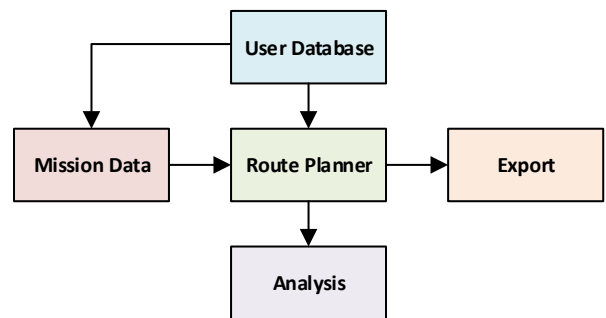 User Database
Mission Data
Route Planner
Export
Analysis